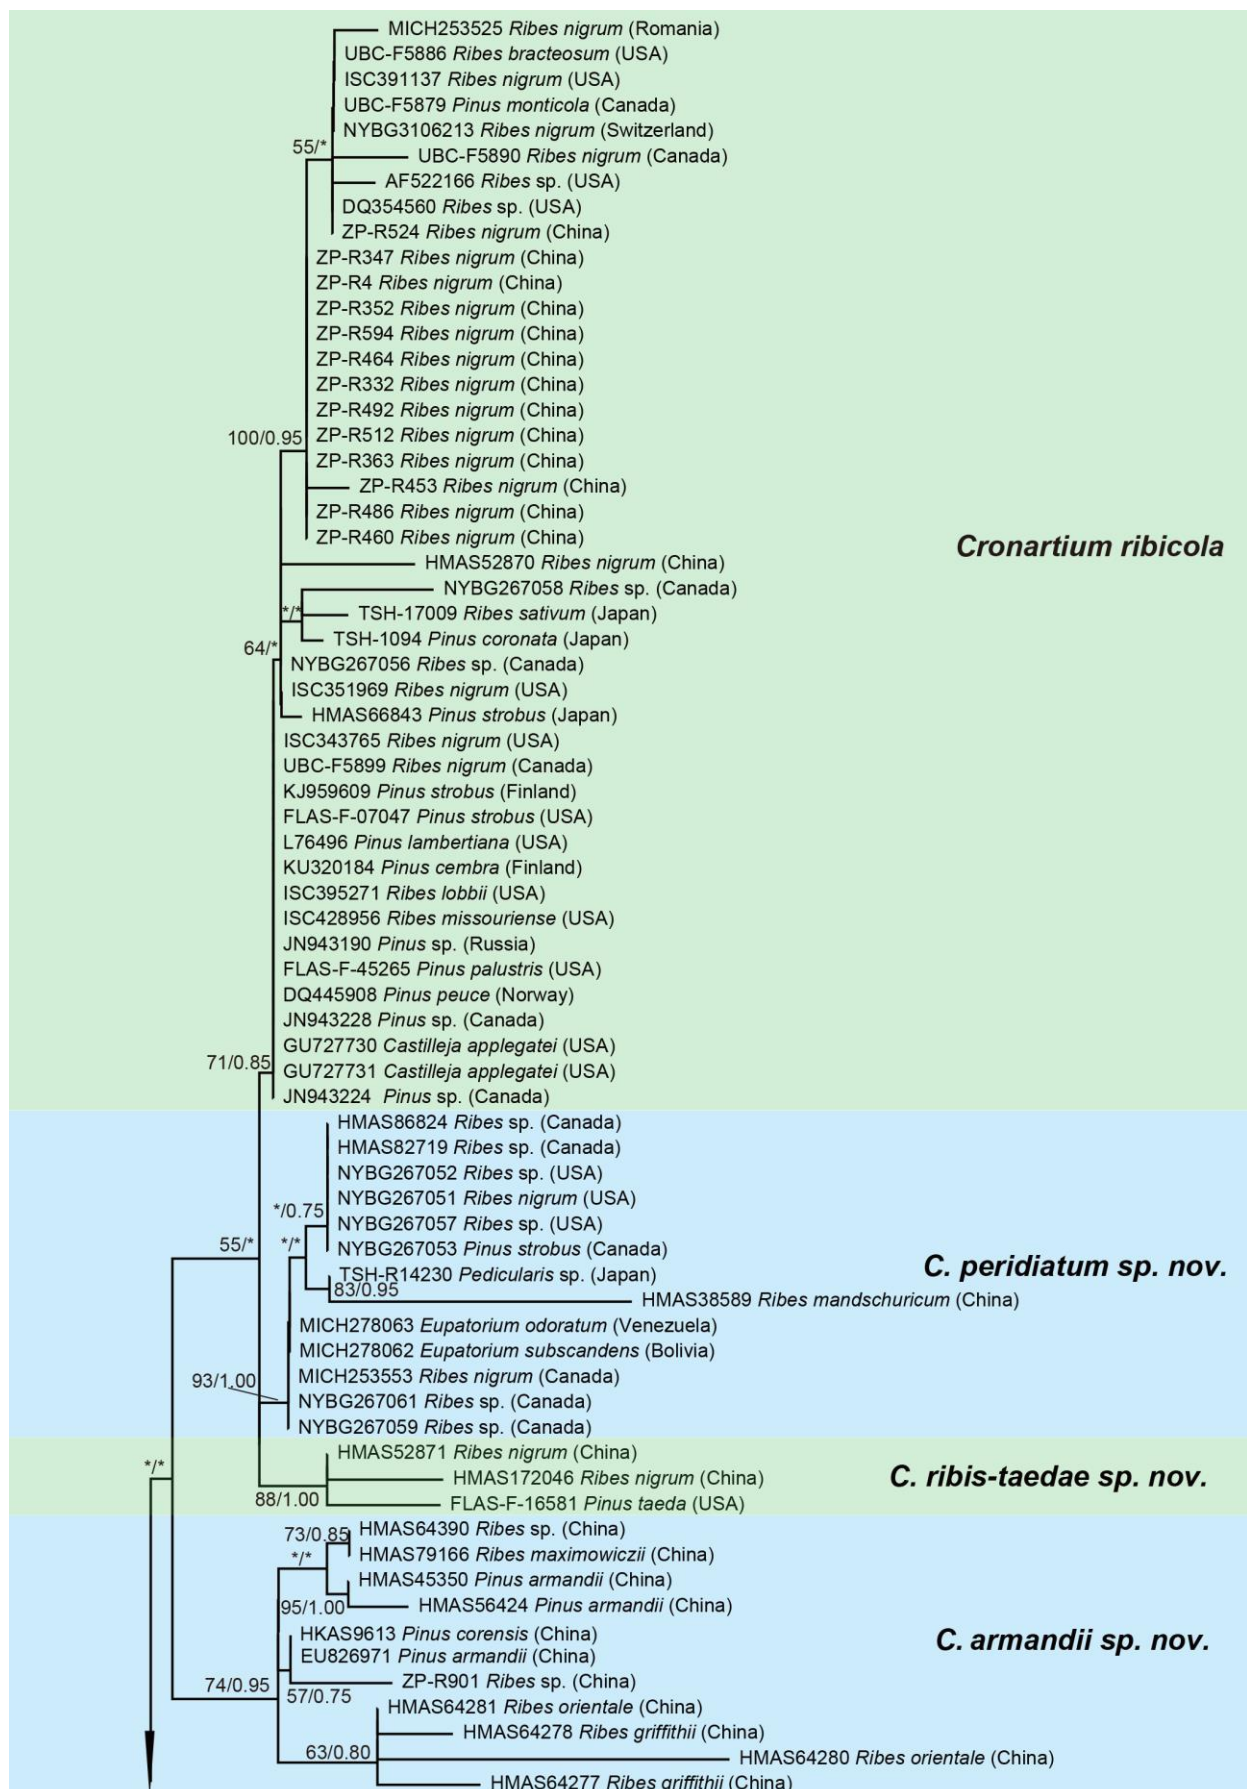 MICH253525 Ribes nigrum (Romania)
UBC-F5886 Ribes bracteosum (USA)
ISC391137 Ribes nigrum (USA)
UBC-F5879 Pinus monticola (Canada)
NYBG3106213 Ribes nigrum (Switzerland)
55/*
UBC-F5890 Ribes nigrum (Canada)
AF522166 Ribes sp. (USA)
DQ354560 Ribes sp. (USA)
ZP-R524 Ribes nigrum (China)
ZP-R347 Ribes nigrum (China)
ZP-R4 Ribes nigrum (China)
ZP-R352 Ribes nigrum (China)
ZP-R594 Ribes nigrum (China)
ZP-R464 Ribes nigrum (China)
ZP-R332 Ribes nigrum (China)
ZP-R492 Ribes nigrum (China)
100/0.95
ZP-R512 Ribes nigrum (China)
ZP-R363 Ribes nigrum (China)
ZP-R453 Ribes nigrum (China)
ZP-R486 Ribes nigrum (China)
ZP-R460 Ribes nigrum (China)
Cronartium ribicola
HMAS52870 Ribes nigrum (China)
NYBG267058 Ribes sp. (Canada)
*/*
TSH-17009 Ribes sativum (Japan)
TSH-1094 Pinus coronata (Japan)
64/*
NYBG267056 Ribes sp. (Canada)
ISC351969 Ribes nigrum (USA)
HMAS66843 Pinus strobus (Japan)
ISC343765 Ribes nigrum (USA)
UBC-F5899 Ribes nigrum (Canada)
KJ959609 Pinus strobus (Finland)
FLAS-F-07047 Pinus strobus (USA)
L76496 Pinus lambertiana (USA)
KU320184 Pinus cembra (Finland)
ISC395271 Ribes lobbii (USA)
ISC428956 Ribes missouriense (USA)
JN943190 Pinus sp. (Russia)
FLAS-F-45265 Pinus palustris (USA)
DQ445908 Pinus peuce (Norway)
JN943228 Pinus sp. (Canada)
GU727730 Castilleja applegatei (USA)
71/0.85
GU727731 Castilleja applegatei (USA)
JN943224 Pinus sp. (Canada)
HMAS86824 Ribes sp. (Canada)
HMAS82719 Ribes sp. (Canada)
NYBG267052 Ribes sp. (USA)
NYBG267051 Ribes nigrum (USA)
*/0.75
NYBG267057 Ribes sp. (USA)
55/*
*/*
NYBG267053 Pinus strobus (Canada)
C. peridiatum sp. nov.
TSH-R14230 Pedicularis sp. (Japan)
83/0.95
HMAS38589 Ribes mandschuricum (China)
MICH278063 Eupatorium odoratum (Venezuela)
MICH278062 Eupatorium subscandens (Bolivia)
93/1.00
MICH253553 Ribes nigrum (Canada)
NYBG267061 Ribes sp. (Canada)
NYBG267059 Ribes sp. (Canada)
HMAS52871 Ribes nigrum (China)
*/*
HMAS172046 Ribes nigrum (China)
C. ribis-taedae sp. nov.
88/1.00
FLAS-F-16581 Pinus taeda (USA)
HMAS64390 Ribes sp. (China)
73/0.85
*/*
HMAS79166 Ribes maximowiczii (China)
HMAS45350 Pinus armandii (China)
95/1.00
HMAS56424 Pinus armandii (China)
HKAS9613 Pinus corensis (China)
C. armandii sp. nov.
EU826971 Pinus armandii (China)
74/0.95
ZP-R901 Ribes sp. (China)
57/0.75
HMAS64281 Ribes orientale (China)
HMAS64278 Ribes griffithii (China)
63/0.80
HMAS64280 Ribes orientale (China)
HMAS64277 Ribes griffithii (China)